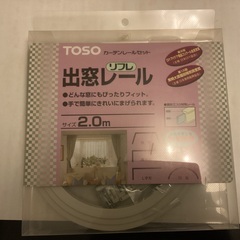 TOSO カーテンレールセット
リフレ
出窓レール
●どんな窓にもぴったりフィット。
●手で簡単にきれいにまげられます。
サイズ 2.0m